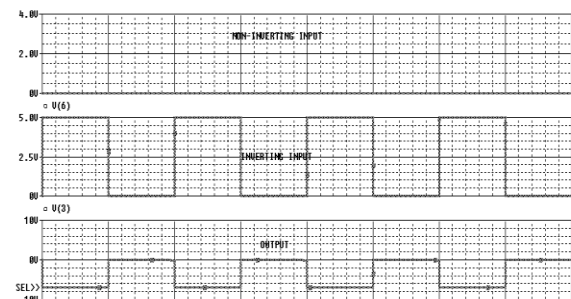 4.0V
NON-INVERTING INPUT
2.0V
0V
V(6)
5.0V
2.5V
INVERTING INPUT
0V
V(3)
10V
OUTPUT
0V
SEL>>
-10V